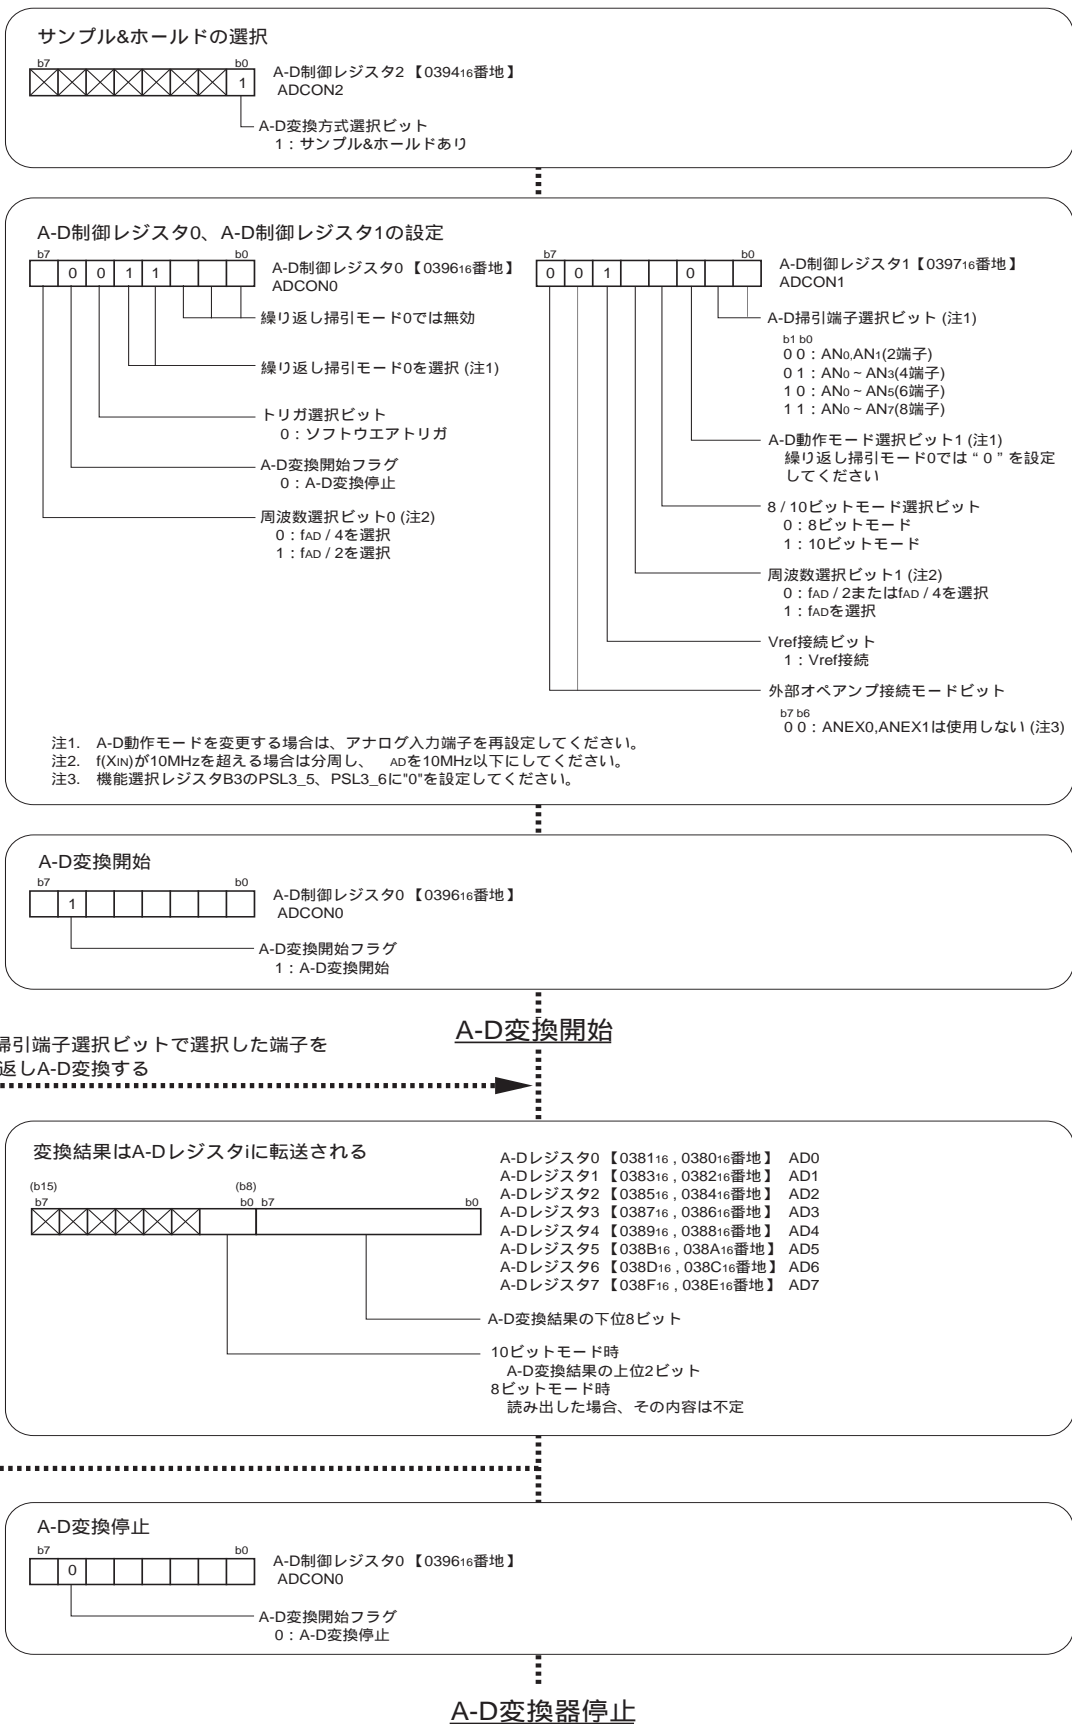 サンプル&ホールドの選択
b7 b0
1
A-D制御レジスタ2【039416番地】
ADCON2
A-D変換方式選択ビット
1：サンプル&ホールドあり
A-D制御レジスタ0、A-D制御レジスタ1の設定
b7 b0
0 0 1 1
A-D制御レジスタ0【039616番地】
ADCON0
繰り返し掃引モード0では無効
繰り返し掃引モード0を選択 (注1)
トリガ選択ビット
0：ソフトウエアトリガ
A-D変換開始フラグ
0：A-D変換停止
周波数選択ビット0 (注2)
0：fAD / 4を選択
1：fAD / 2を選択
b7 b0
0 0 1 0
A-D制御レジスタ1【039716番地】
ADCON1
A-D掃引端子選択ビット (注1)
b1 b0
0 0：AN0,AN1(2端子)
0 1：AN0 ~ AN3(4端子)
1 0：AN0 ~ AN5(6端子)
1 1：AN0 ~ AN7(8端子)
A-D動作モード選択ビット1 (注1)
繰り返し掃引モード0では “ 0 ” を設定
してください
8 / 10ビットモード選択ビット
0：8ビットモード
1：10ビットモード
周波数選択ビット1 (注2)
0：fAD / 2またはfAD / 4を選択
1：fADを選択
Vref接続ビット
1：Vref接続
外部オペアンプ接続モードビット
b7 b6
0 0：ANEX0,ANEX1は使用しない (注3)
注1. A-D動作モードを変更する場合は、アナログ入力端子を再設定してください。
注2. f(XIN)が10MHzを超える場合は分周し、 ADを10MHz以下にしてください。
注3. 機能選択レジスタB3のPSL3_5、PSL3_6に"0"を設定してください。
A-D変換開始
b7 b0
1
A-D制御レジスタ0【039616番地】
ADCON0
A-D変換開始フラグ
1：A-D変換開始
A-D変換開始
掃引端子選択ビットで選択した端子を
返しA-D変換する
変換結果はA-Dレジスタiに転送される
(b15) (b8)
b7 b0 b7 b0
A-Dレジスタ0【038116 , 038016番地】 AD0
A-Dレジスタ1【038316 , 038216番地】 AD1
A-Dレジスタ2【038516 , 038416番地】 AD2
A-Dレジスタ3【038716 , 038616番地】 AD3
A-Dレジスタ4【038916 , 038816番地】 AD4
A-Dレジスタ5【038B16 , 038A16番地】 AD5
A-Dレジスタ6【038D16 , 038C16番地】 AD6
A-Dレジスタ7【038F16 , 038E16番地】 AD7
A-D変換結果の下位8ビット
10ビットモード時
A-D変換結果の上位2ビット
8ビットモード時
読み出した場合、その内容は不定
A-D変換停止
b7 b0
0
A-D制御レジスタ0【039616番地】
ADCON0
A-D変換開始フラグ
0：A-D変換停止
A-D変換器停止